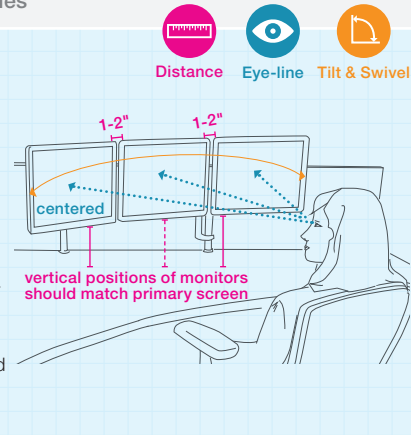 Distance Eye-line Tilt & Swivel
1-2" 1-2"
centered
vertical positions of monitors
should match primary screen